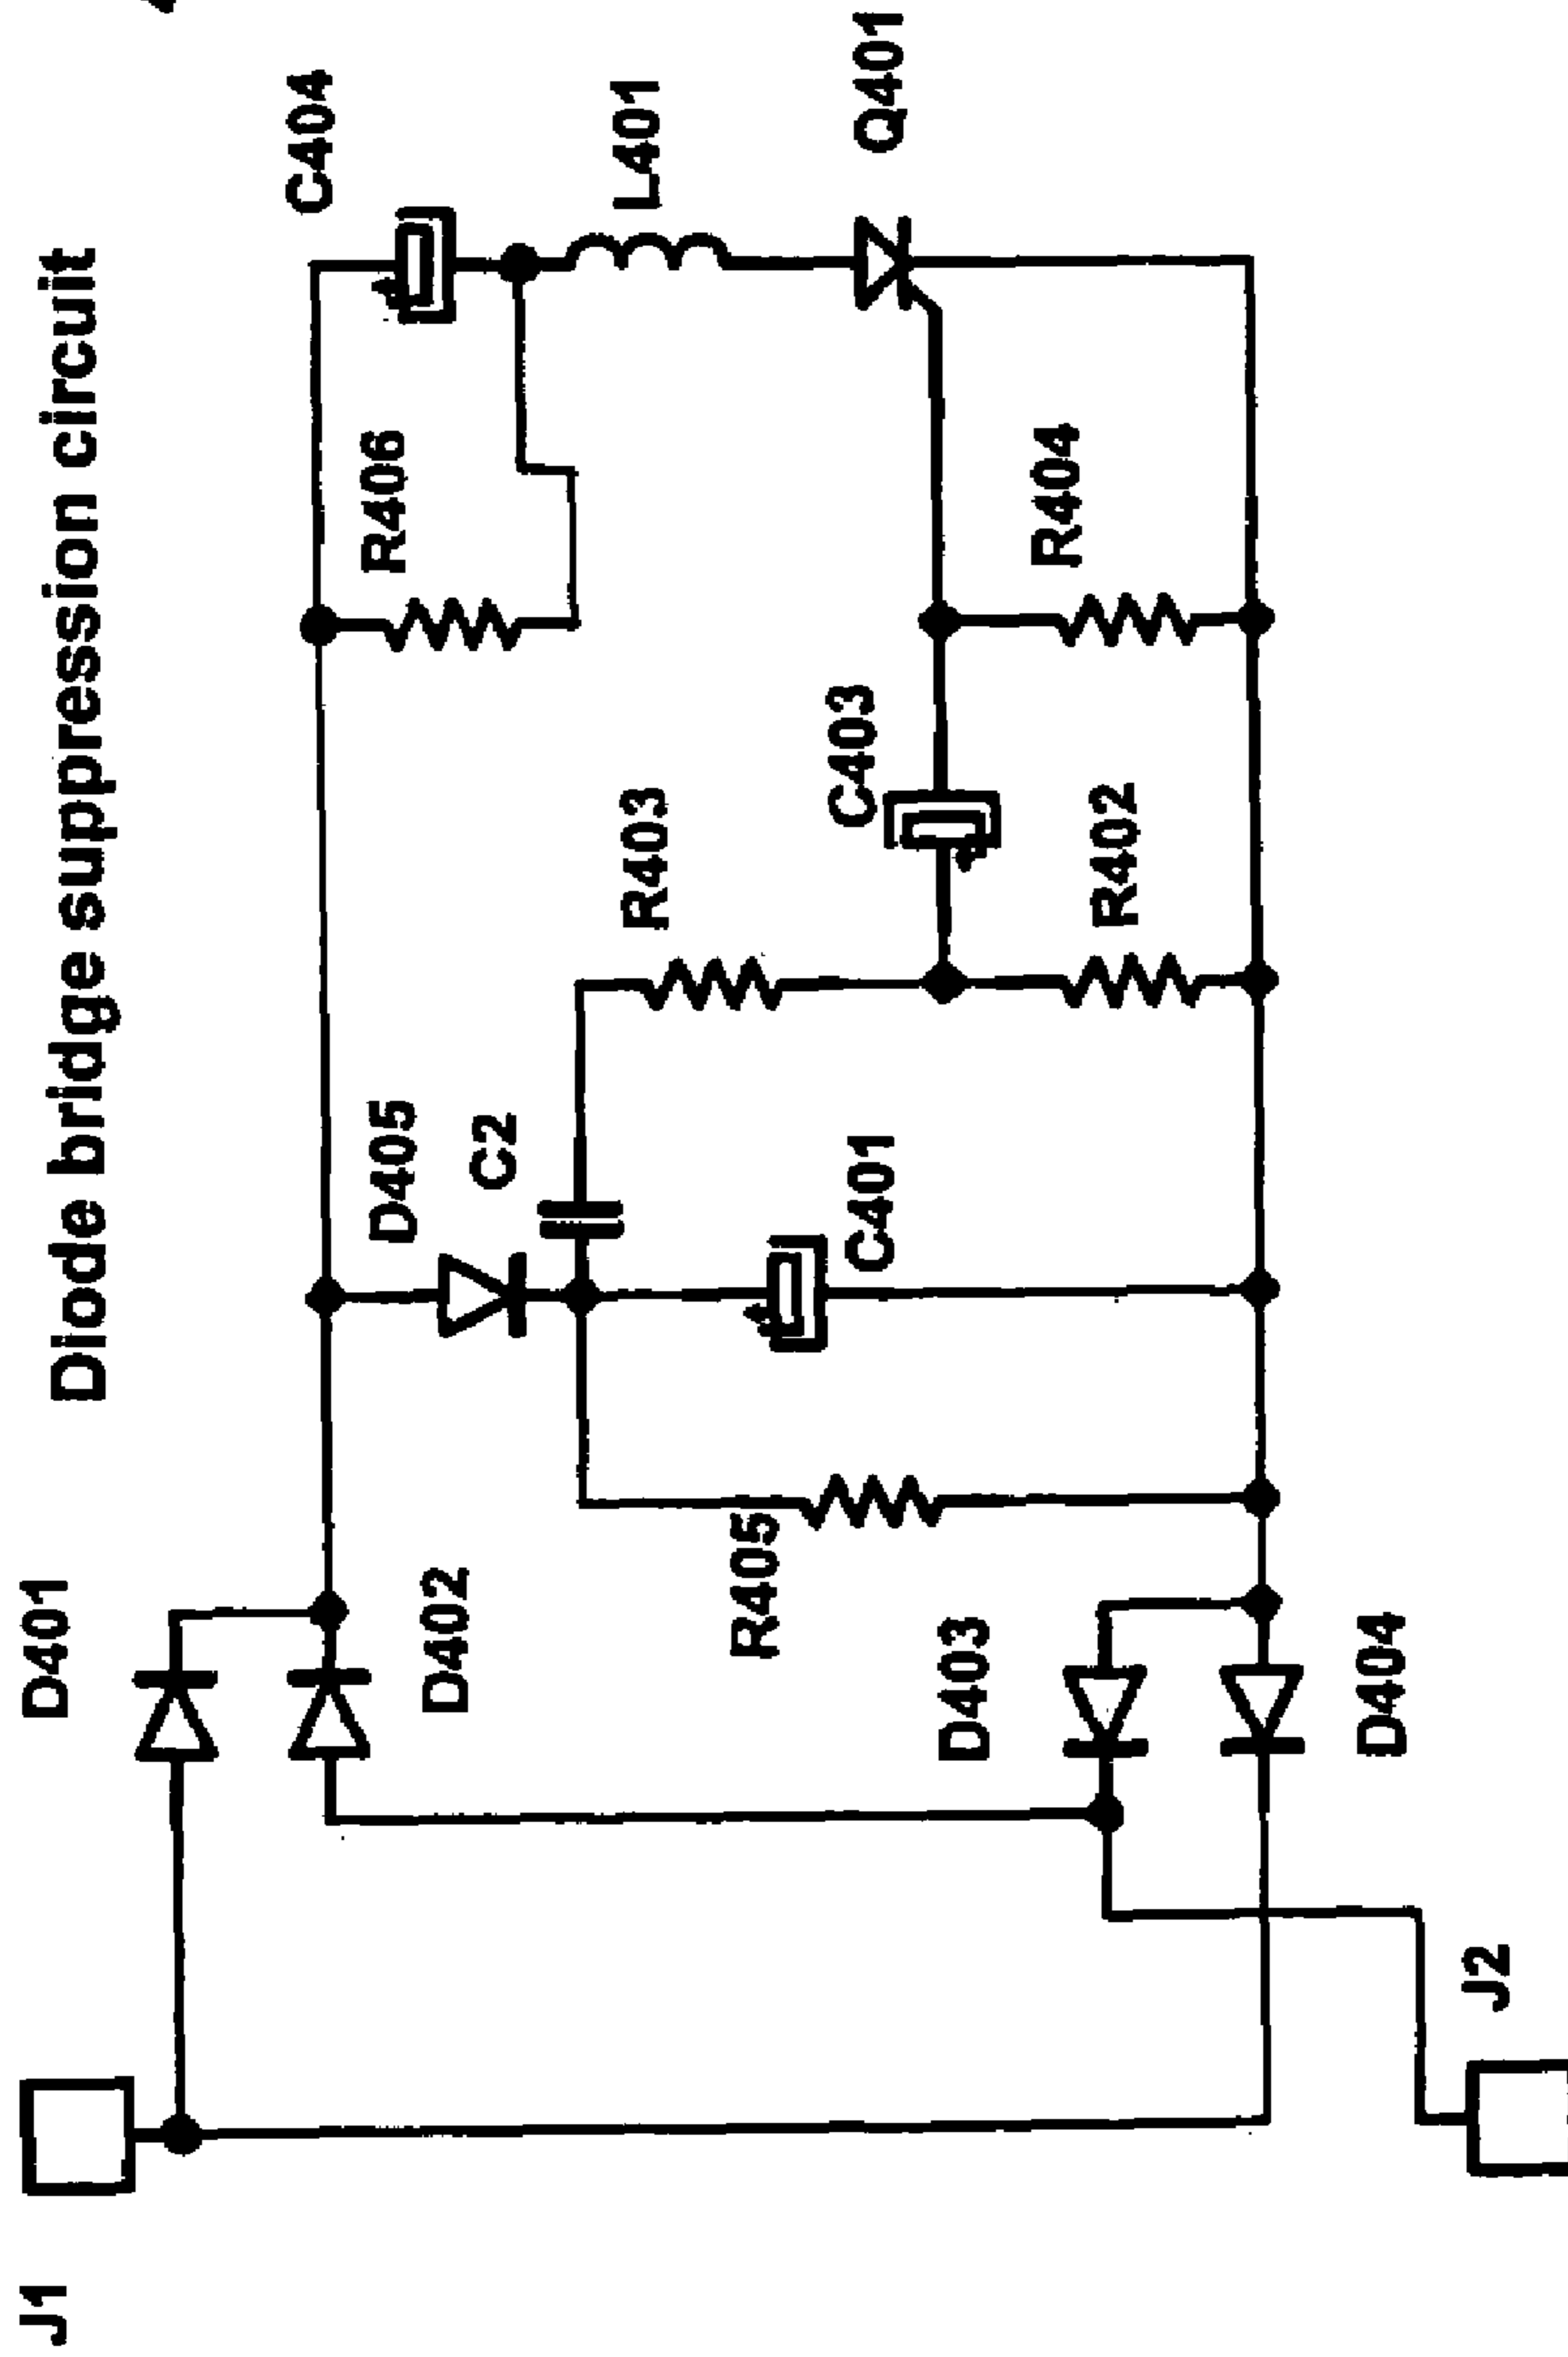 Diode bridge suppression circuit
J1
D401
D402
D405
C2
R406
C404
L401
R403
R405
C401
C403
Q401
D403
R402
R404
D404
J2